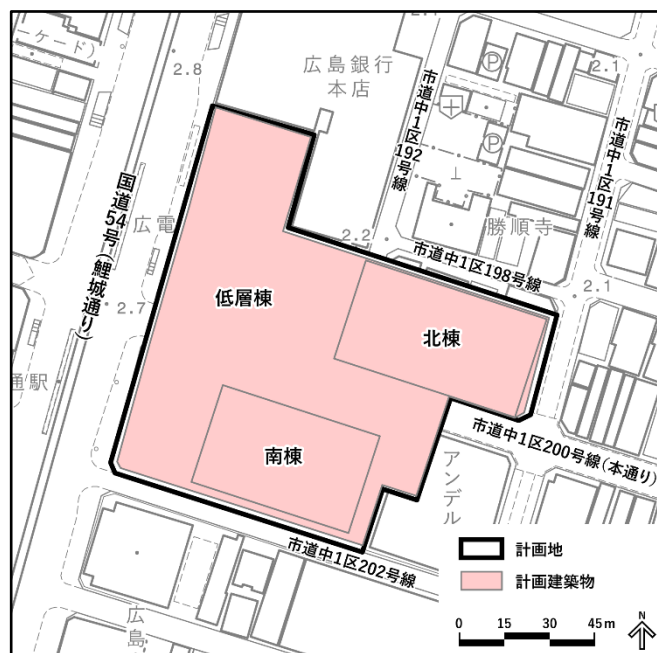 ーケード)
2.8
広島銀行
本店
2.1
市道中1区192号線
市道中1区191号線
国道54号(鯉城通り)
広電
2.2
勝順寺
市道中1区198号線
2.1
低層棟
2.7
北棟
通駅
市道中1区200号線(本通り)
南棟
アンデル
市道中1区202号線
広島
計画地
計画建築物
0 15 30 45m
N
P
P